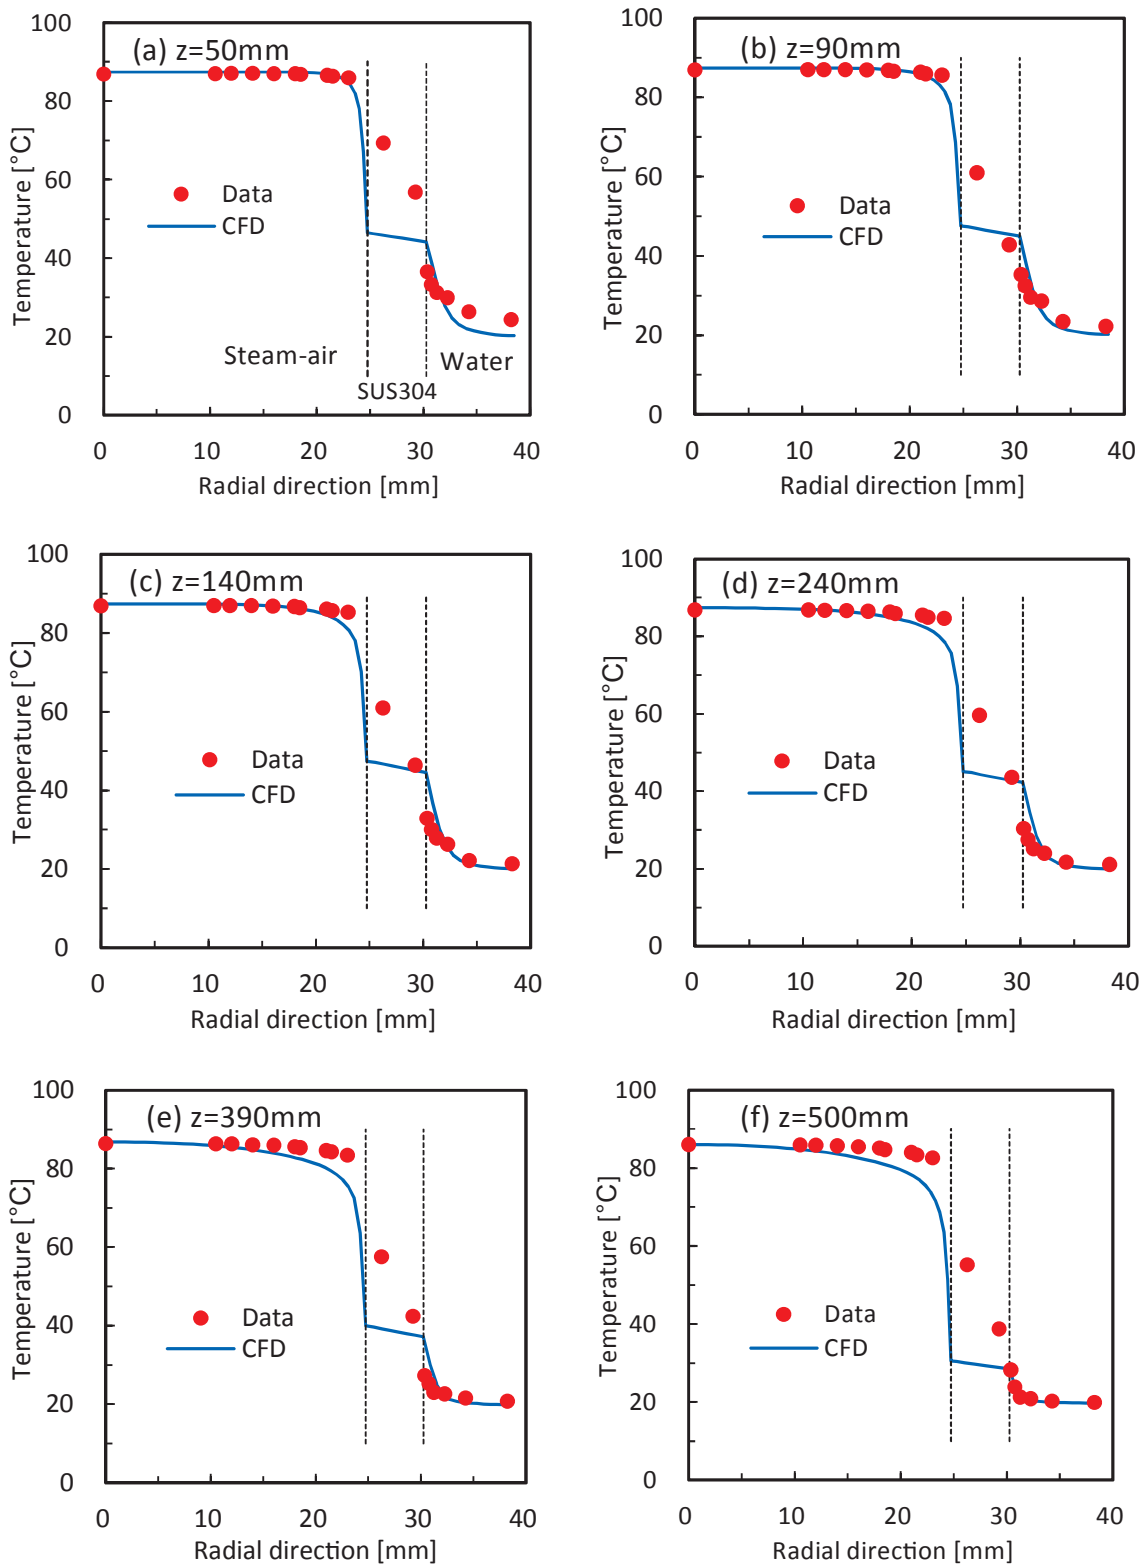 (a) z=50mm
100
80
60
40
20
0
Temperature [°C]
Data
CFD
Steam-air
SUS304
Water
0 10 20 30 40
Radial direction [mm]
(b) z=90mm
100
80
60
40
20
0
Temperature [°C]
Data
CFD
0 10 20 30 40
Radial direction [mm]
(c) z=140mm
100
80
60
40
20
0
Temperature [°C]
Data
CFD
0 10 20 30 40
Radial direction [mm]
(d) z=240mm
100
80
60
40
20
0
Temperature [°C]
Data
CFD
0 10 20 30 40
Radial direction [mm]
(e) z=390mm
100
80
60
40
20
0
Temperature [°C]
Data
CFD
0 10 20 30 40
Radial direction [mm]
(f) z=500mm
100
80
60
40
20
0
Temperature [°C]
Data
CFD
0 10 20 30 40
Radial direction [mm]